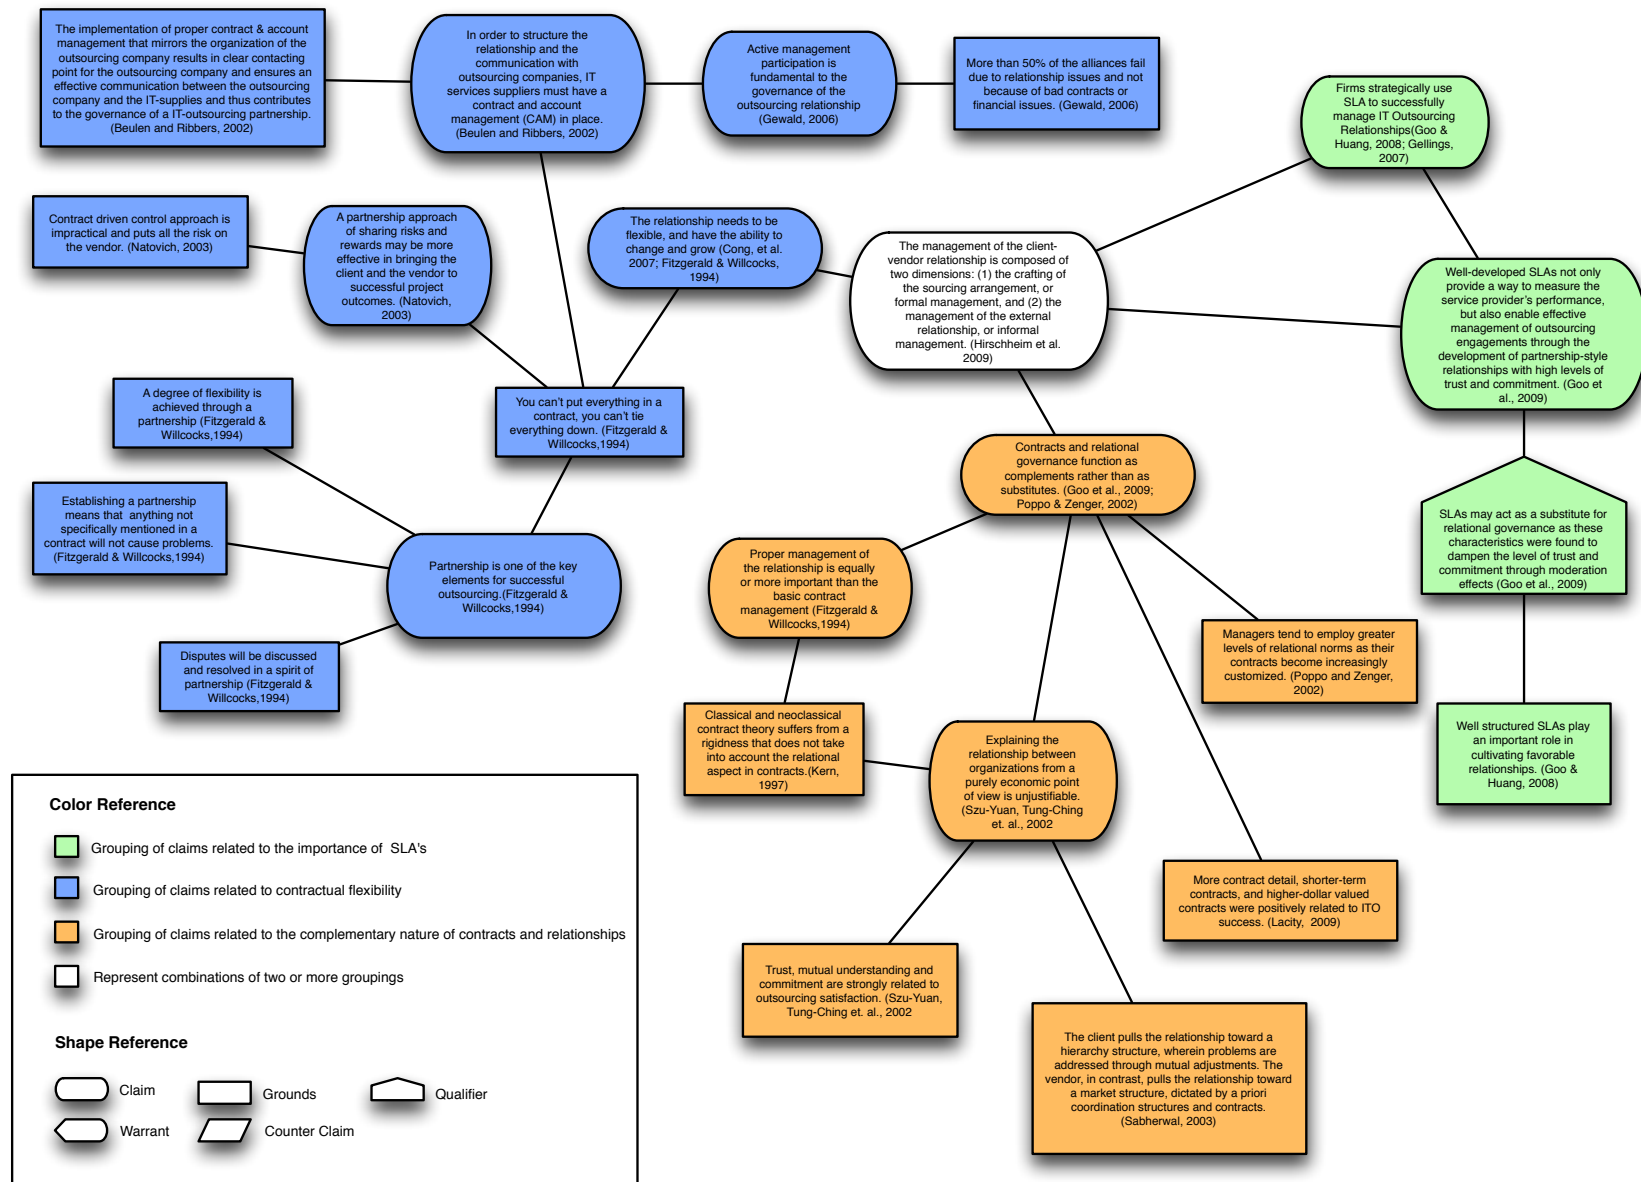 The implementation of proper contract & account
management that mirrors the organization of the
outsourcing company results in clear contacting
point for the outsourcing company and ensures an
effective communication between the outsourcing
company and the IT-supplies and thus contributes
to the governance of a IT-outsourcing partnership.
(Beulen and Ribbers, 2002)
In order to structure the
relationship and the
communication with
outsourcing companies, IT
services suppliers must have a
contract and account
management (CAM) in place.
(Beulen and Ribbers, 2002)
Active management
participation is
fundamental to the
governance of the
outsourcing relationship
(Gewald, 2006)
More than 50% of the alliances fail
due to relationship issues and not
because of bad contracts or
financial issues. (Gewald, 2006)
Firms strategically use
SLA to successfully
manage IT Outsourcing
Relationships(Goo &
Huang, 2008; Gellings,
2007)
Contract driven control approach is
impractical and puts all the risk on
the vendor. (Natovich, 2003)
A partnership approach
of sharing risks and
rewards may be more
effective in bringing the
client and the vendor to
successful project
outcomes. (Natovich,
2003)
The relationship needs to be
flexible, and have the ability to
change and grow (Cong, et al.
2007; Fitzgerald & Willcocks,
1994)
The management of the client-
vendor relationship is composed of
two dimensions: (1) the crafting of
the sourcing arrangement, or
formal management, and (2) the
management of the external
relationship, or informal
management. (Hirschheim et al.
2009)
Well-developed SLAs not only
provide a way to measure the
service provider's performance,
but also enable effective
management of outsourcing
engagements through the
development of partnership-style
relationships with high levels of
trust and commitment. (Goo et
al., 2009)
A degree of flexibility is
achieved through a
partnership (Fitzgerald &
Willcocks,1994)
You can't put everything in a
contract, you can't tie
everything down. (Fitzgerald &
Willcocks,1994)
Contracts and relational
governance function as
complements rather than as
substitutes. (Goo et al., 2009;
Poppo & Zenger, 2002)
Establishing a partnership
means that  anything not
specifically mentioned in a
contract will not cause problems.
(Fitzgerald & Willcocks,1994)
Partnership is one of the key
elements for successful
outsourcing.(Fitzgerald &
Willcocks,1994)
Proper management of
the relationship is equally
or more important than the
basic contract
management (Fitzgerald &
Willcocks,1994)
SLAs may act as a substitute for
relational governance as these
characteristics were found to
dampen the level of trust and
commitment through moderation
effects (Goo et al., 2009)
Disputes will be discussed
and resolved in a spirit of
partnership (Fitzgerald &
Willcocks,1994)
Managers tend to employ greater
levels of relational norms as their
contracts become increasingly
customized. (Poppo and Zenger,
2002)
Classical and neoclassical
contract theory suffers from a
rigidness that does not take
into account the relational
aspect in contracts.(Kern,
1997)
Explaining the
relationship between
organizations from a
purely economic point
of view is unjustifiable.
(Szu-Yuan, Tung-Ching
et. al., 2002
Well structured SLAs play
an important role in
cultivating favorable
relationships. (Goo &
Huang, 2008)
More contract detail, shorter-term
contracts, and higher-dollar valued
contracts were positively related to ITO
success. (Lacity,  2009)
Trust, mutual understanding and
commitment are strongly related to
outsourcing satisfaction. (Szu-Yuan,
Tung-Ching et. al., 2002
The client pulls the relationship toward a
hierarchy structure, wherein problems are
addressed through mutual adjustments. The
vendor, in contrast, pulls the relationship toward
a market structure, dictated by a priori
coordination structures and contracts.
(Sabherwal, 2003)
Color Reference
Grouping of claims related to the importance of  SLA's
Grouping of claims related to contractual flexibility
Grouping of claims related to the complementary nature of contracts and relationships
Represent combinations of two or more groupings
Shape Reference
Claim
Grounds
Qualifier
Warrant
Counter Claim